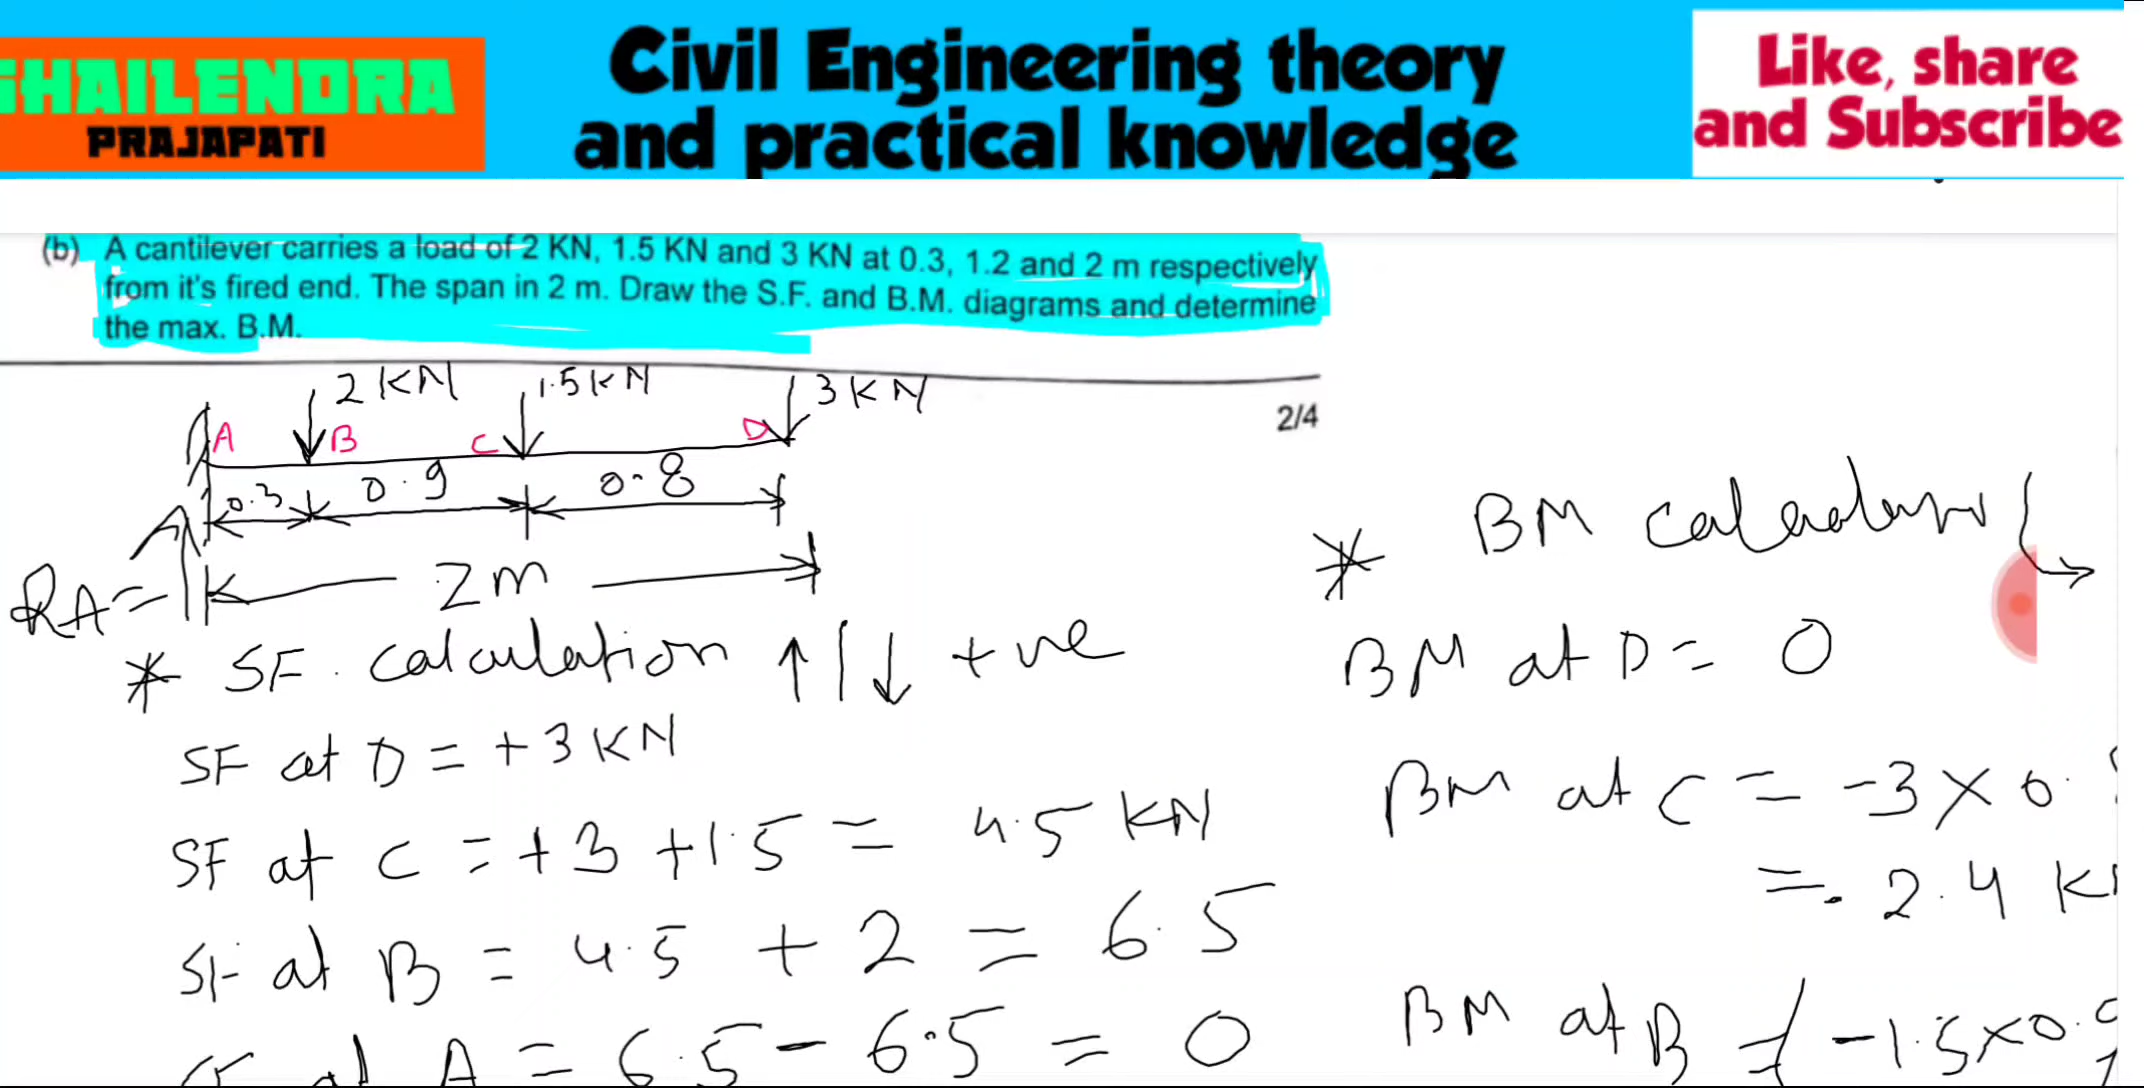 SHAILENDRA
PRAJAPATI
Civil Engineering theory
and practical knowledge
Like, share
and Subscribe
(b) A cantilever carries a load of 2 KN, 1.5 KN and 3 KN at 0.3, 1.2 and 2 m respectively
from it's fired end. The span in 2 m. Draw the S.F. and B.M. diagrams and determine
the max. B.M.
2/4
2 KN
1.5 KN
3 KN
A
B
C
D
0.3
0.9
0.8
RA=
2m
* SF. calculation ↑|↓ +ve
SF at D = +3 KN
SF at C = +3 +1.5 = 4.5 KN
SF at B = 4.5 + 2 = 6.5
SF at A = 6.5 - 6.5 = 0
* BM
BM at D = 0
BM at C = -3 × 0.
=. 2.4
BM at B = -1.5×0.9